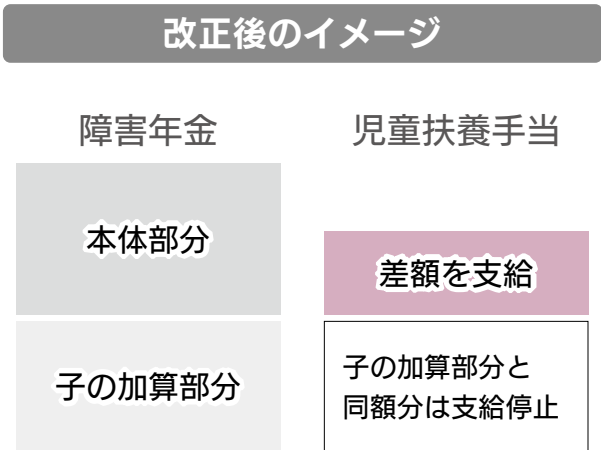 改正後のイメージ
障害年金
児童扶養手当
本体部分
差額を支給
子の加算部分
子の加算部分と
同額分は支給停止